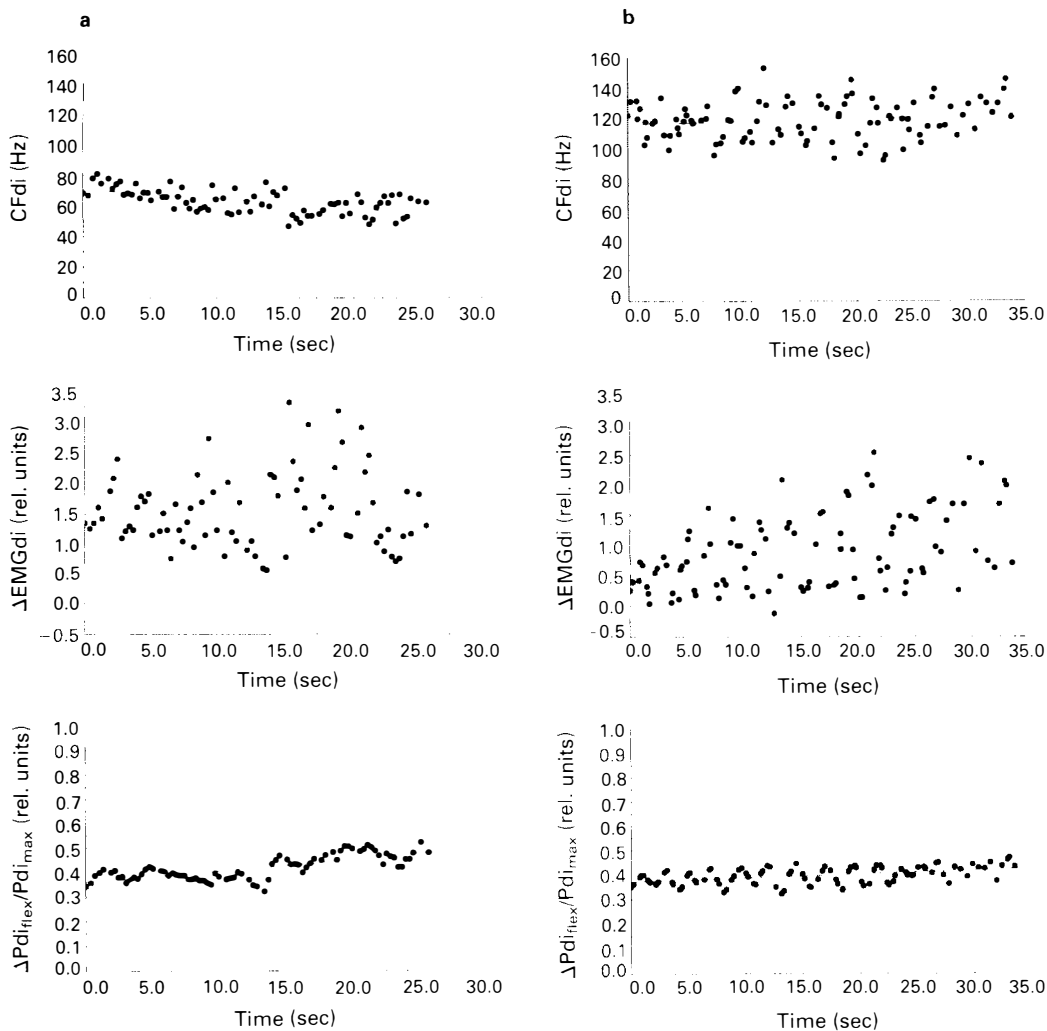 a
160
140
120
100
80
60
40
20
0
CFdi (Hz)
0.0 5.0 10.0 15.0 20.0 25.0 30.0
Time (sec)
3.5
3.0
2.5
2.0
1.5
1.0
0.5
0.0
−0.5
ΔEMGdi (rel. units)
0.0 5.0 10.0 15.0 20.0 25.0 30.0
Time (sec)
1.0
0.9
0.8
0.7
0.6
0.5
0.4
0.3
0.2
0.1
0.0
ΔPdiflex/Pdimax (rel. units)
0.0 5.0 10.0 15.0 20.0 25.0 30.0
Time (sec)
b
160
140
120
100
80
60
40
20
0
CFdi (Hz)
0.0 5.0 10.0 15.0 20.0 25.0 30.0 35.0
Time (sec)
3.5
3.0
2.5
2.0
1.5
1.0
0.5
0.0
−0.5
ΔEMGdi (rel. units)
0.0 5.0 10.0 15.0 20.0 25.0 30.0 35.0
Time (sec)
1.0
0.9
0.8
0.7
0.6
0.5
0.4
0.3
0.2
0.1
0.0
ΔPdiflex/Pdimax (rel. units)
0.0 5.0 10.0 15.0 20.0 25.0 30.0 35.0
Time (sec)